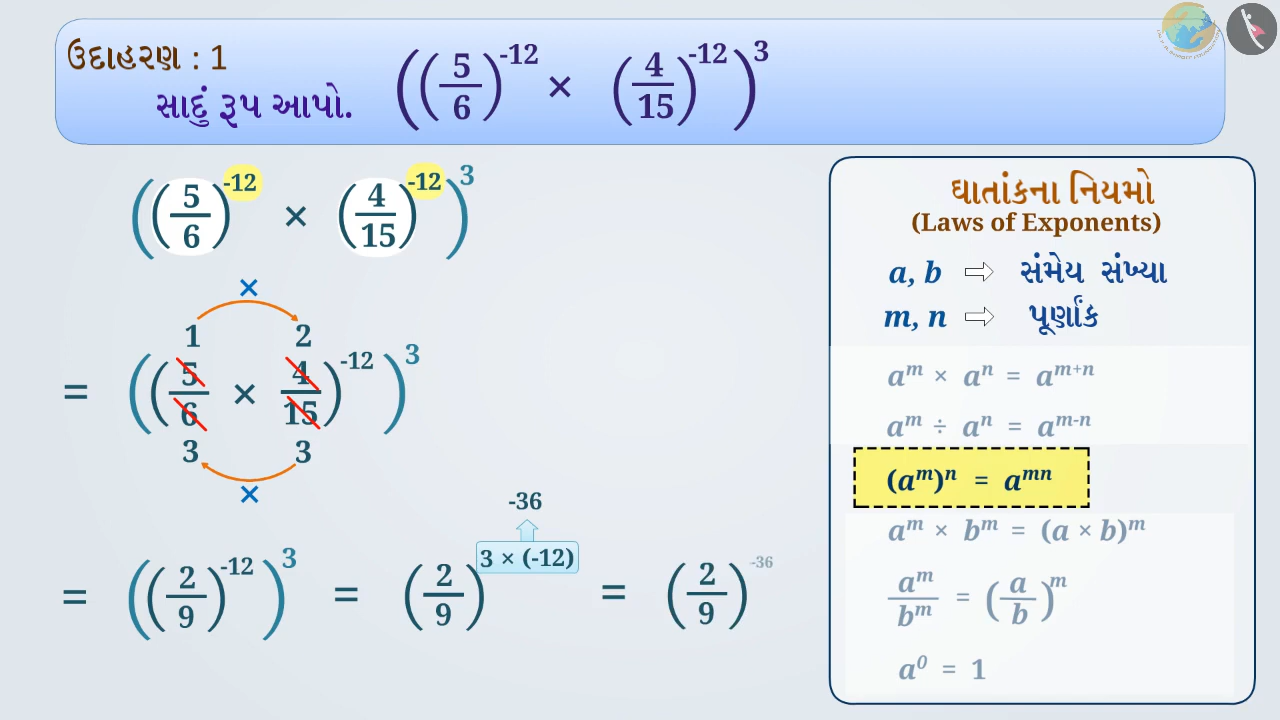 ઉદાહરણ : 1
સાદું રૂપ આપો. ((5/6)^-12 × (4/15)^-12)^3
((5/6)^-12 × (4/15)^-12)^3
×
1 2
= ((5/6 × 4/15)^-12)^3
3 3
×
-36
3 × (-12)
= ((2/9)^-12)^3 = (2/9) = (2/9)^-36
ઘાતાંકના નિયમો
(Laws of Exponents)
a, b ⇨ સંમેય સંખ્યા
m, n ⇨ પૂર્ણાંક
a^m × a^n = a^m+n
a^m ÷ a^n = a^m-n
(a^m)^n = a^mn
a^m × b^m = (a × b)^m
a^m/b^m = (a/b)^m
a^0 = 1